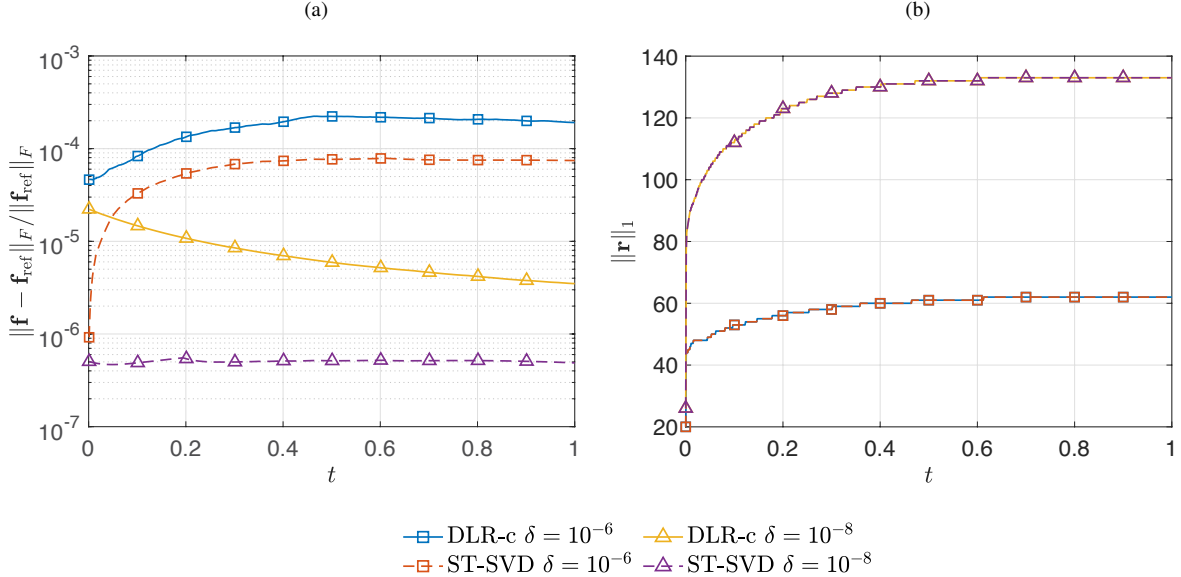 (a)
(b)
10⁻³
10⁻⁴
10⁻⁵
10⁻⁶
10⁻⁷
‖f − f_ref‖_F / ‖f_ref‖_F
0 0.2 0.4 0.6 0.8 1
t
140
120
100
80
60
40
20
‖r‖₁
0 0.2 0.4 0.6 0.8 1
t
DLR-c δ = 10⁻⁶
DLR-c δ = 10⁻⁸
ST-SVD δ = 10⁻⁶
ST-SVD δ = 10⁻⁸